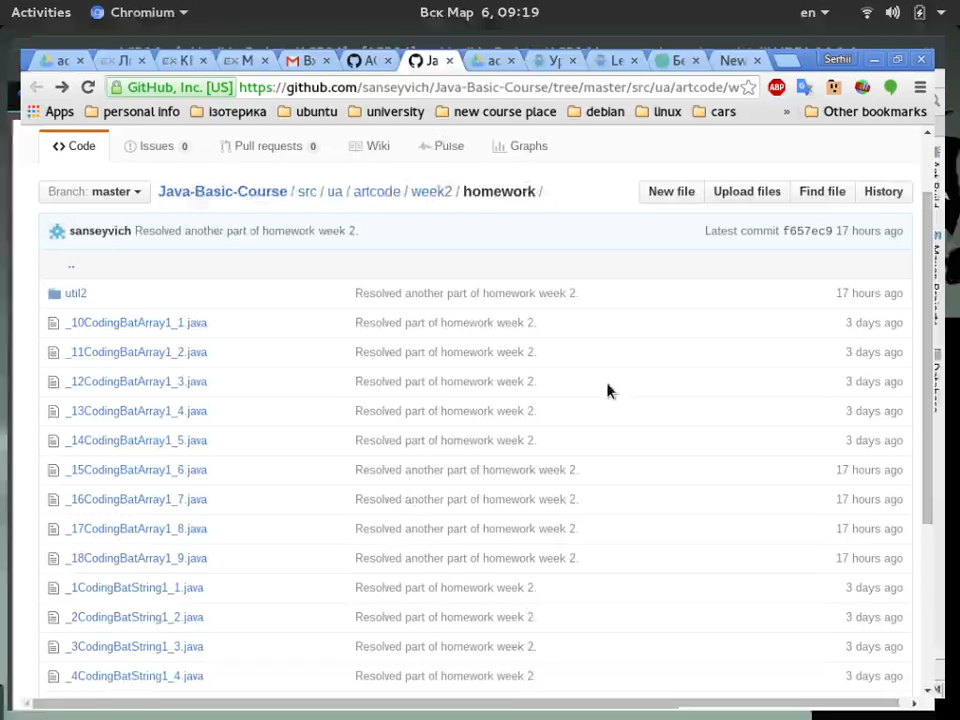 Activities Chromium Вск Мар 6, 09:19 en
ac Л KI M Вх AC Ja ac Ур Le Бе New Serhii
GitHub, Inc. [US] https://github.com/sanseyvich/Java-Basic-Course/tree/master/src/ua/artcode/w ABP
Apps personal info ізотерика ubuntu university new course place debian linux cars » Other bookmarks
Code Issues 0 Pull requests 0 Wiki Pulse Graphs
Branch: master Java-Basic-Course / src / ua / artcode / week2 / homework / New file Upload files Find file History
sanseyvich Resolved another part of homework week 2. Latest commit f657ec9 17 hours ago
..
util2 Resolved another part of homework week 2. 17 hours ago
_10CodingBatArray1_1.java Resolved part of homework week 2. 3 days ago
_11CodingBatArray1_2.java Resolved part of homework week 2. 3 days ago
_12CodingBatArray1_3.java Resolved part of homework week 2. 3 days ago
_13CodingBatArray1_4.java Resolved part of homework week 2. 3 days ago
_14CodingBatArray1_5.java Resolved part of homework week 2. 3 days ago
_15CodingBatArray1_6.java Resolved another part of homework week 2. 17 hours ago
_16CodingBatArray1_7.java Resolved another part of homework week 2. 17 hours ago
_17CodingBatArray1_8.java Resolved another part of homework week 2. 17 hours ago
_18CodingBatArray1_9.java Resolved another part of homework week 2. 17 hours ago
_1CodingBatString1_1.java Resolved part of homework week 2. 3 days ago
_2CodingBatString1_2.java Resolved part of homework week 2. 3 days ago
_3CodingBatString1_3.java Resolved part of homework week 2. 3 days ago
_4CodingBatString1_4.java Resolved part of homework week 2. 3 days ago